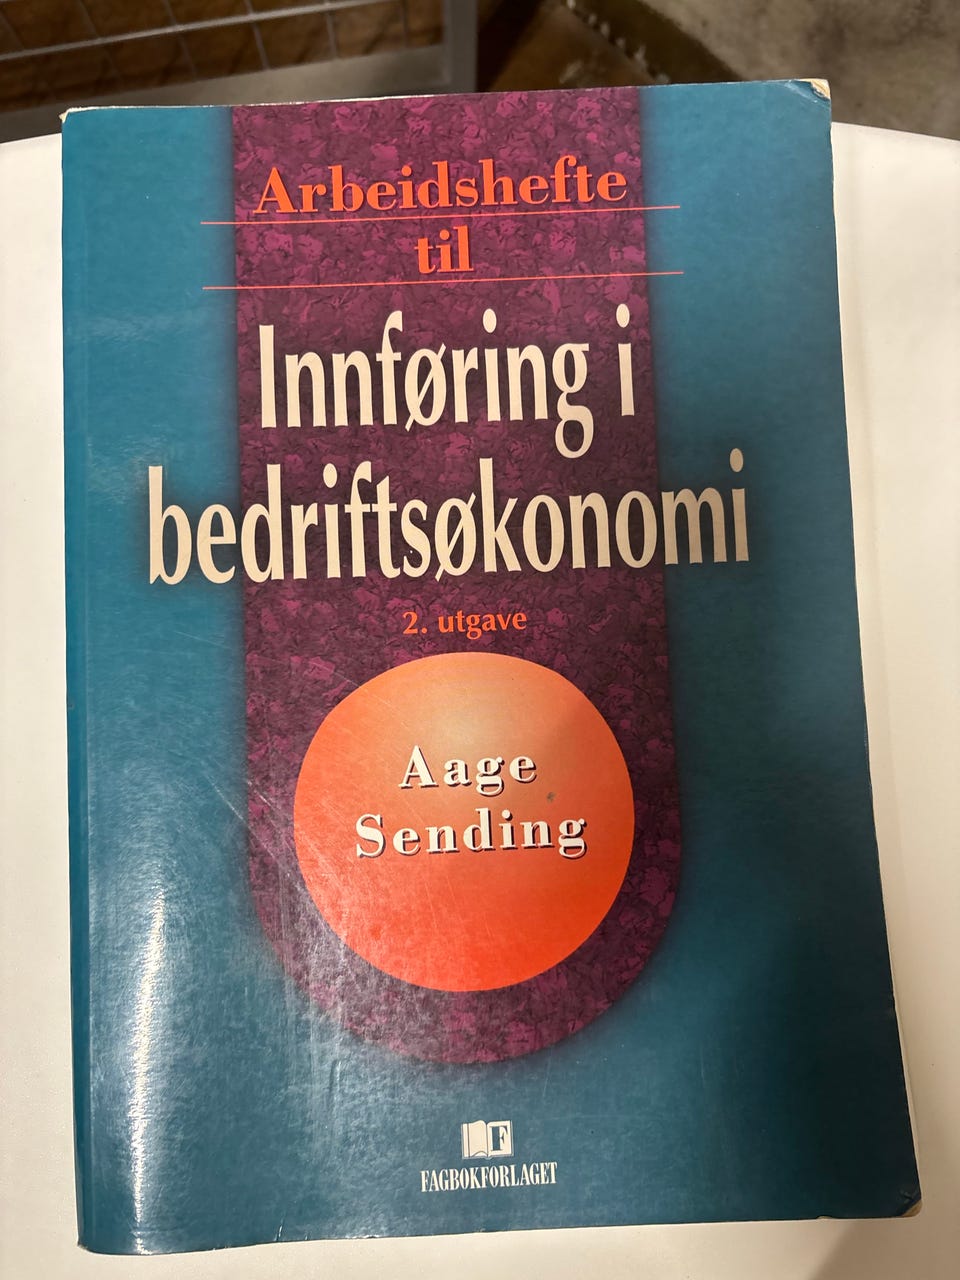 Arbeidshefte
til
Innføring i
bedriftsøkonomi
2. utgave
Aage
Sending
F
FAGBOKFORLAGET